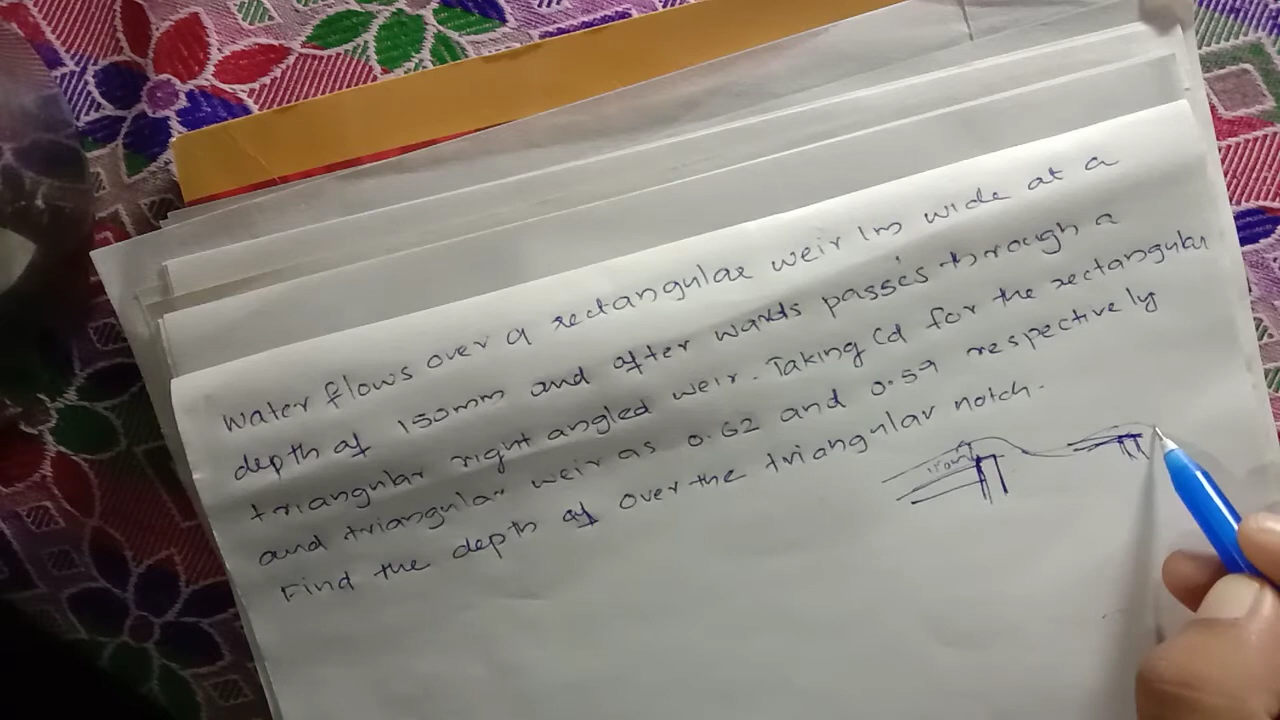 Water flows over a rectangular weir 1m wide at a
depth of 150mm and after wards passes through a
triangular right angled weir. Taking Cd for the rectangular
and triangular weir as 0.62 and 0.59 respectively
Find the depth of over the triangular notch.